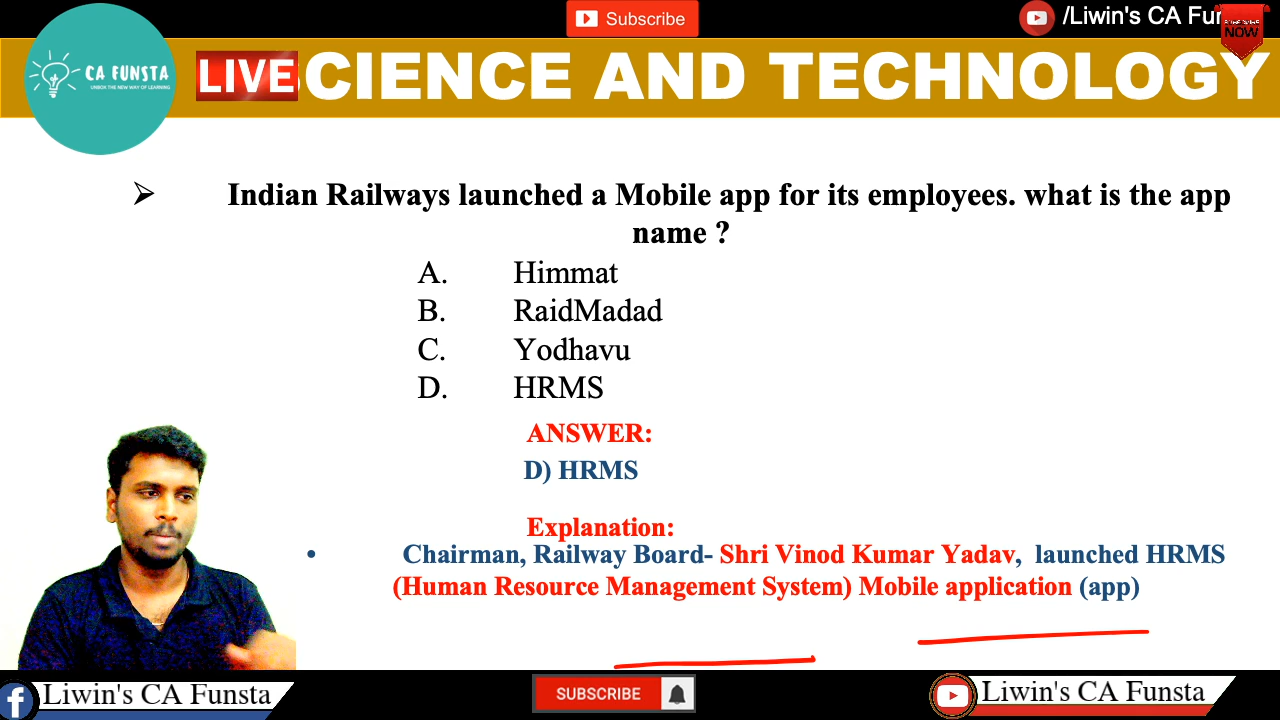 Subscribe
/Liwin's CA Fun
NOW
CA FUNSTA
UNBOX THE NEW WAY OF LEARNING
LIVE
CIENCE AND TECHNOLOGY
Indian Railways launched a Mobile app for its employees. what is the app
name ?
A. Himmat
B. RaidMadad
C. Yodhavu
D. HRMS
ANSWER:
D) HRMS
Explanation:
• Chairman, Railway Board- Shri Vinod Kumar Yadav, launched HRMS
(Human Resource Management System) Mobile application (app)
Liwin's CA Funsta
SUBSCRIBE
Liwin's CA Funsta